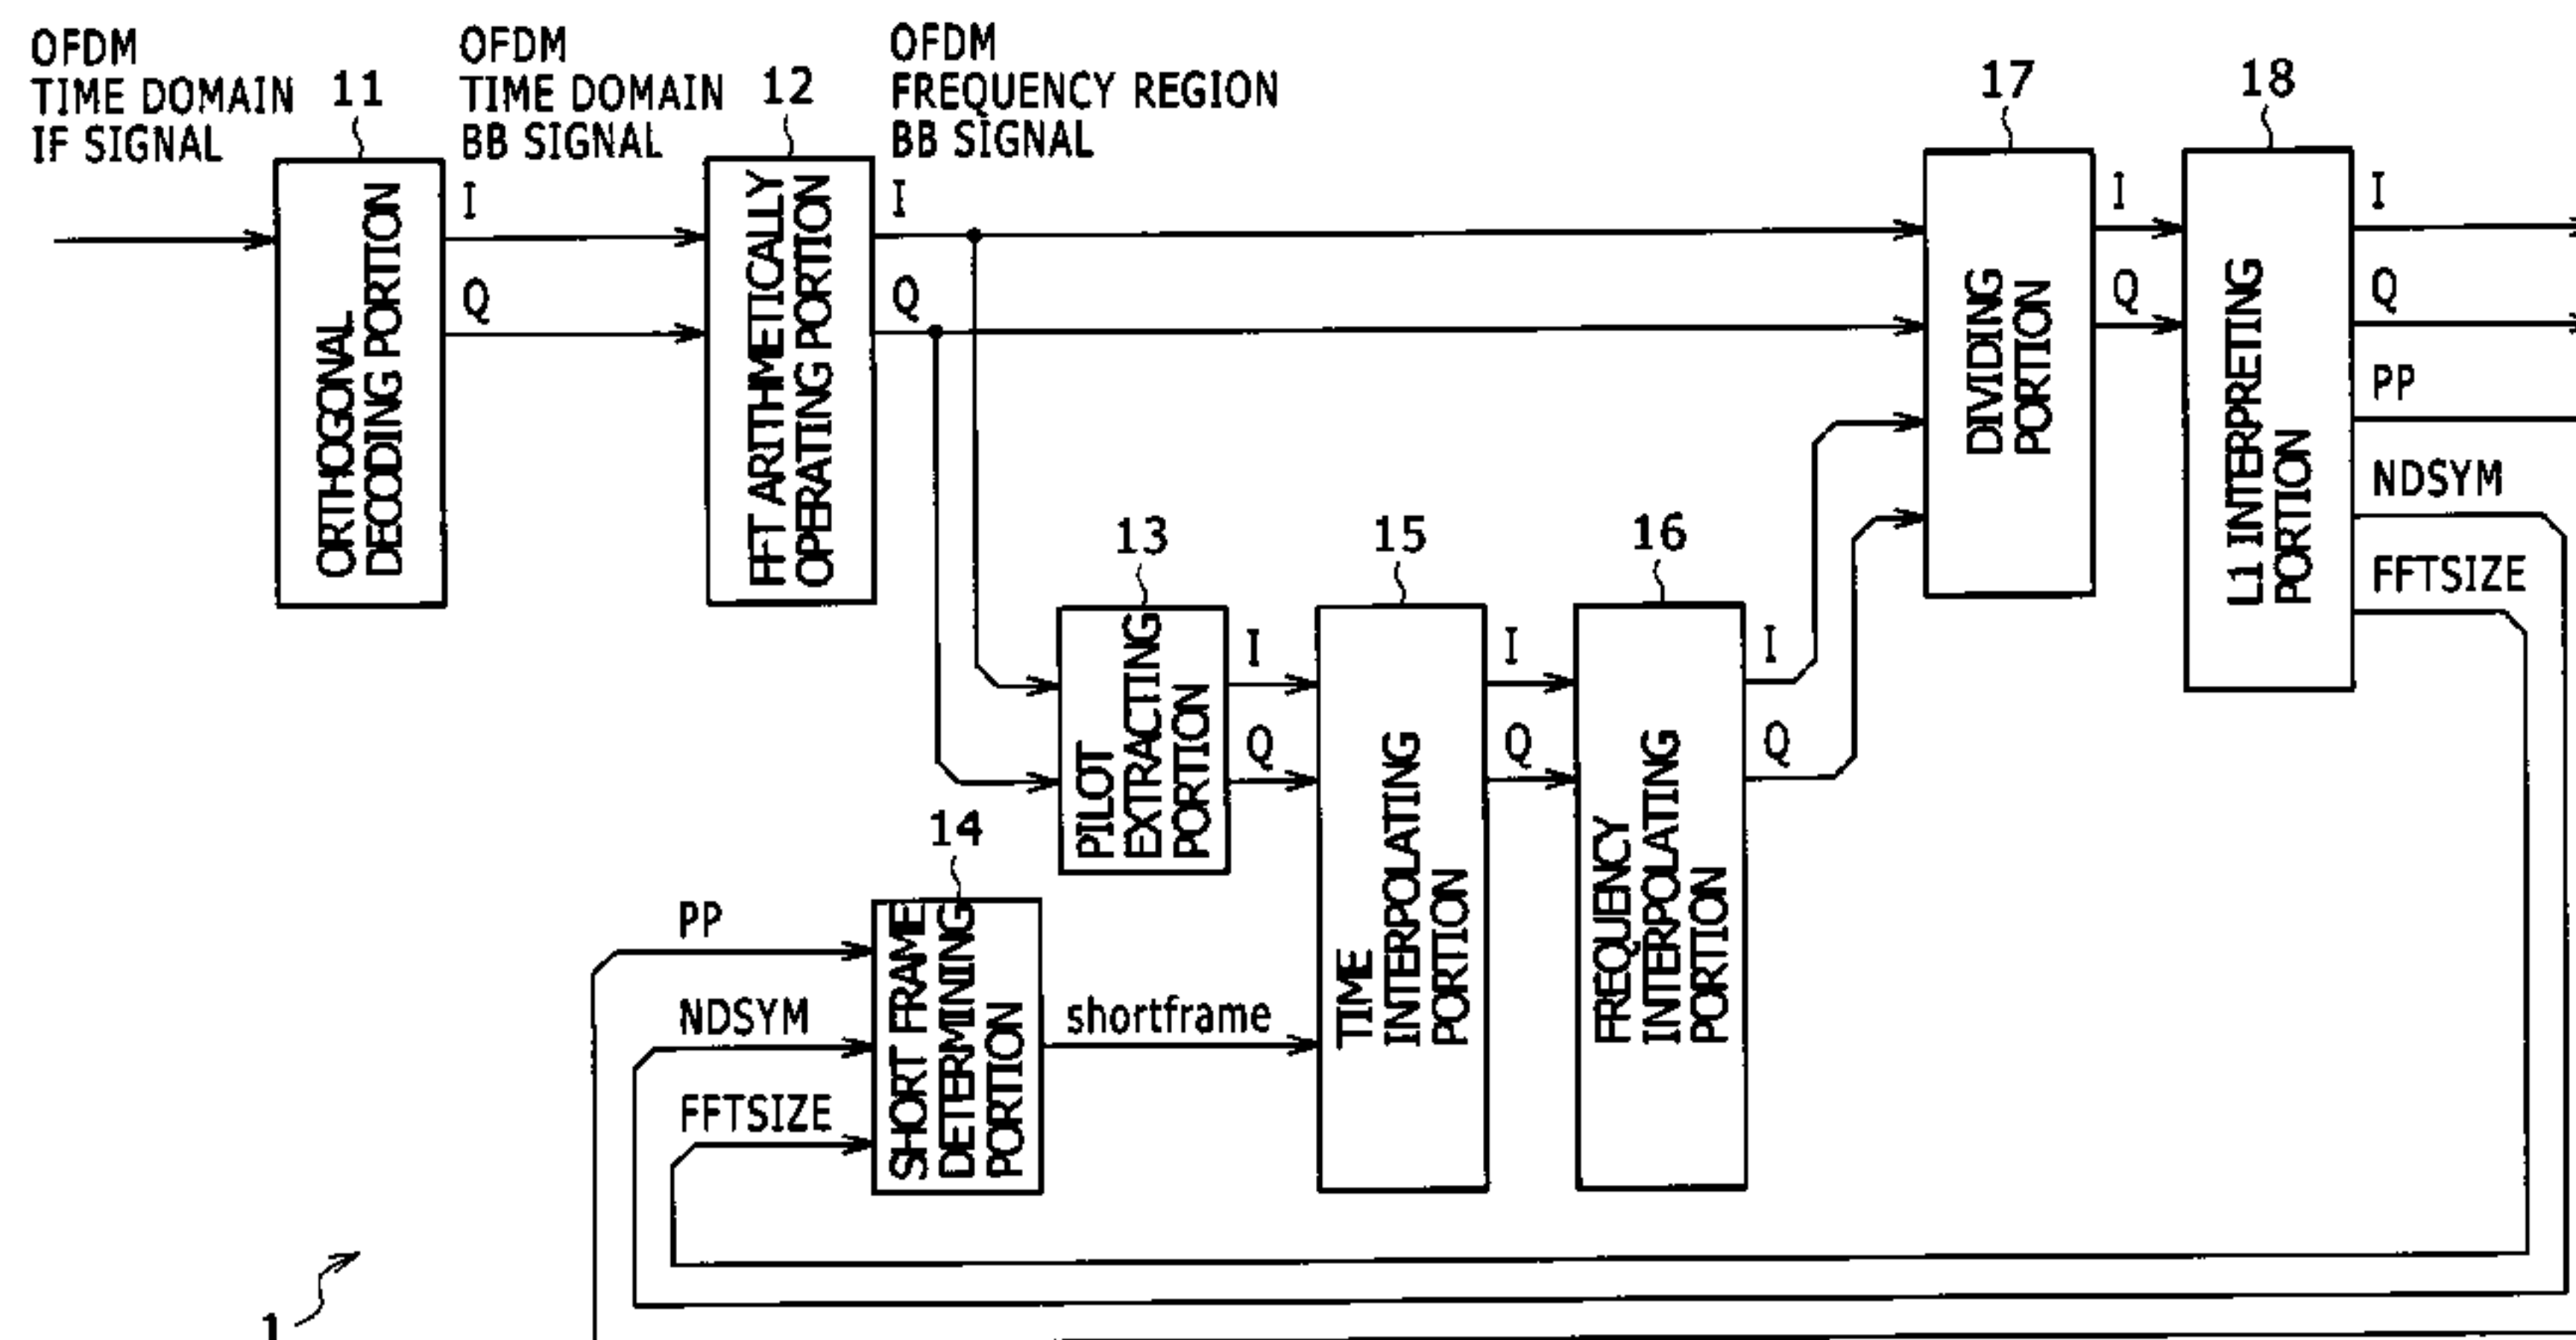 OFDM
TIME DOMAIN
IF SIGNAL
11
ORTHOGONAL
DECODING PORTION
OFDM
TIME DOMAIN
BB SIGNAL
I
Q
12
FFT ARITHMETICALLY
OPERATING PORTION
OFDM
FREQUENCY REGION
BB SIGNAL
I
Q
17
DIVIDING
PORTION
I
Q
18
L1 INTERPRETING
PORTION
I
Q
PP
NDSYM
FFTSIZE
13
PILOT
EXTRACTING
PORTION
I
Q
15
TIME
INTERPOLATING
PORTION
I
Q
16
FREQUENCY
INTERPOLATING
PORTION
I
Q
14
SHORT FRAME
DETERMINING
PORTION
PP
NDSYM
FFTSIZE
shortframe
1